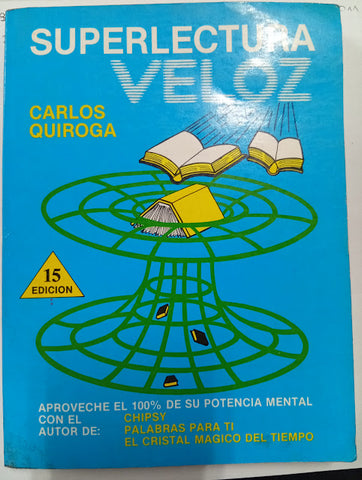 SUPERLECTURA
VELOZ
CARLOS
QUIROGA
15
EDICION
APROVECHE EL 100% DE SU POTENCIA MENTAL
CON EL CHIPSY
AUTOR DE: PALABRAS PARA TI
EL CRISTAL MAGICO DEL TIEMPO